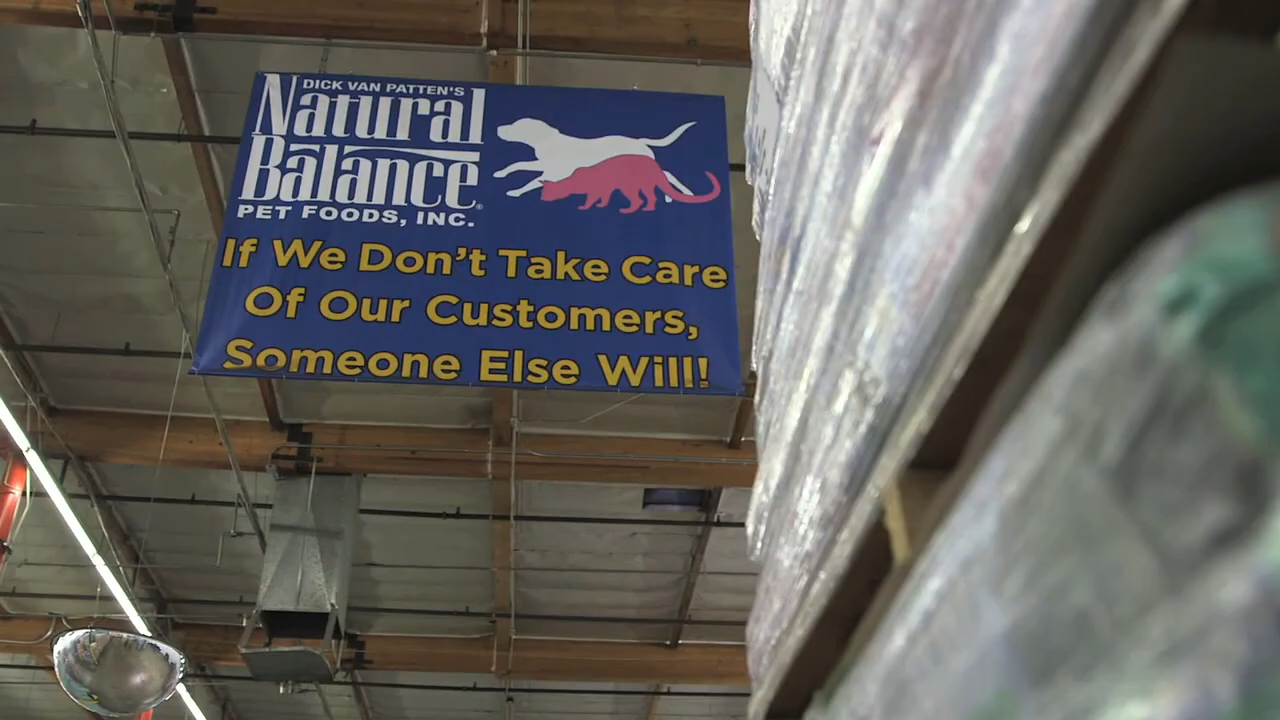 DICK VAN PATTEN'S
Natural
Balance®
PET FOODS, INC.
If We Don't Take Care
Of Our Customers,
Someone Else Will!